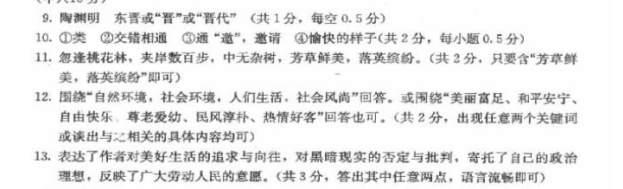 9. 陶渊明 东晋或“晋”或“晋代”（共1分，每空0.5分）
10. ①类 ②交错相通 ③通“邀”，邀请 ④愉快的样子(共2分，每小题0.5分)
11. 忽逢桃花林，夹岸数百步，中无杂树，芳草鲜美，落英缤纷。（共2分，只要含“芳草鲜
美，落英缤纷”即可）
12. 围绕“自然环境，社会环境，人们生活，社会风尚”回答。或围绕“美丽富足、和平安宁、
自由快乐、尊老爱幼、民风淳朴、热情好客”回答也可。（共2分，出现任意两个关键词
或谈出与之相关的具体内容均可）
13. 表达了作者对美好生活的追求与向往，对黑暗现实的否定与批判，寄托了自己的政治
理想，反映了广大劳动人民的意愿。（共3分，答出其中任意两点，语言流畅即可）